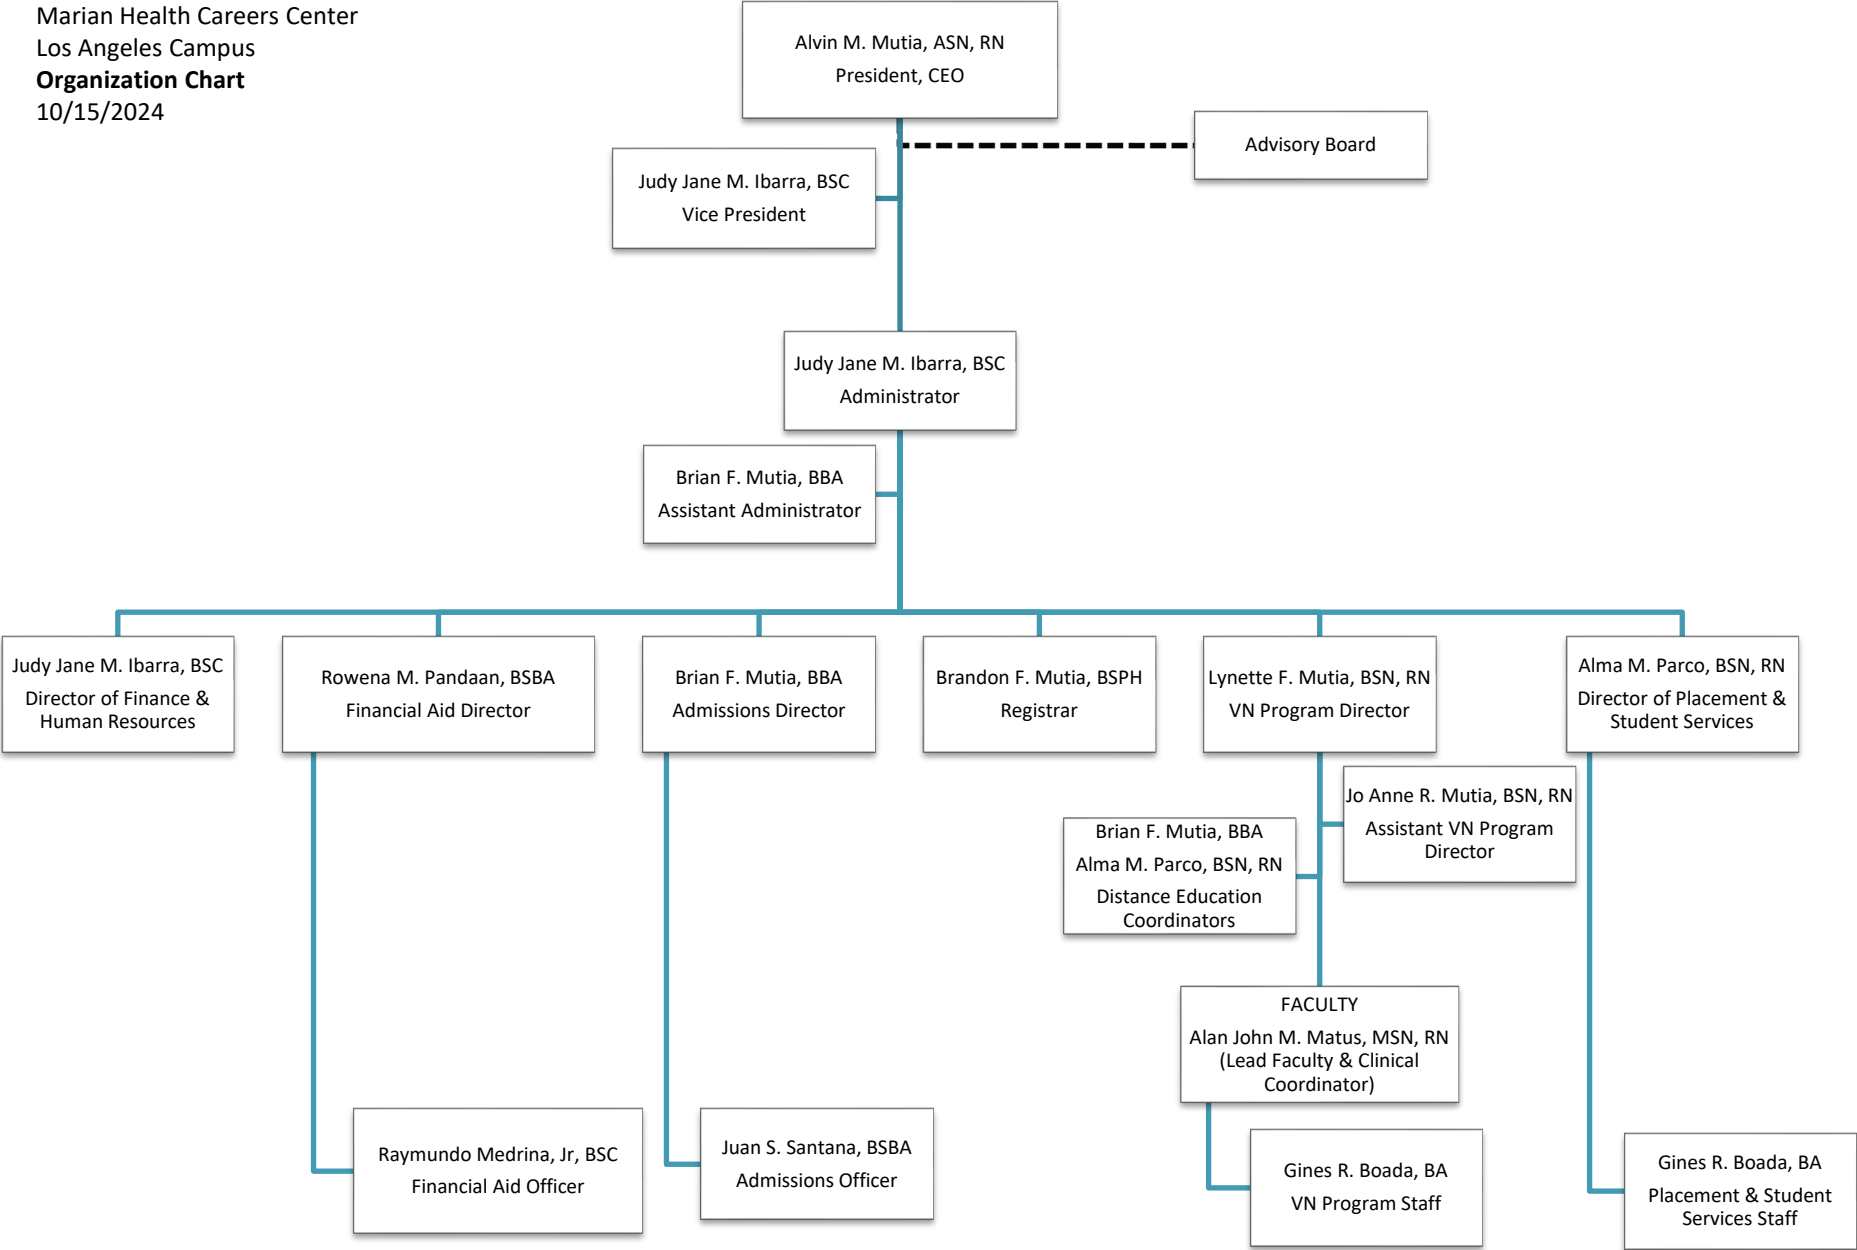 Marian Health Careers Center
Los Angeles Campus
Organization Chart
10/15/2024
Alvin M. Mutia, ASN, RN
President, CEO
Advisory Board
Judy Jane M. Ibarra, BSC
Vice President
Judy Jane M. Ibarra, BSC
Administrator
Brian F. Mutia, BBA
Assistant Administrator
Judy Jane M. Ibarra, BSC
Director of Finance &
Human Resources
Rowena M. Pandaan, BSBA
Financial Aid Director
Brian F. Mutia, BBA
Admissions Director
Brandon F. Mutia, BSPH
Registrar
Lynette F. Mutia, BSN, RN
VN Program Director
Alma M. Parco, BSN, RN
Director of Placement &
Student Services
Jo Anne R. Mutia, BSN, RN
Assistant VN Program
Director
Brian F. Mutia, BBA
Alma M. Parco, BSN, RN
Distance Education
Coordinators
FACULTY
Alan John M. Matus, MSN, RN
(Lead Faculty & Clinical
Coordinator)
Raymundo Medrina, Jr, BSC
Financial Aid Officer
Juan S. Santana, BSBA
Admissions Officer
Gines R. Boada, BA
VN Program Staff
Gines R. Boada, BA
Placement & Student
Services Staff